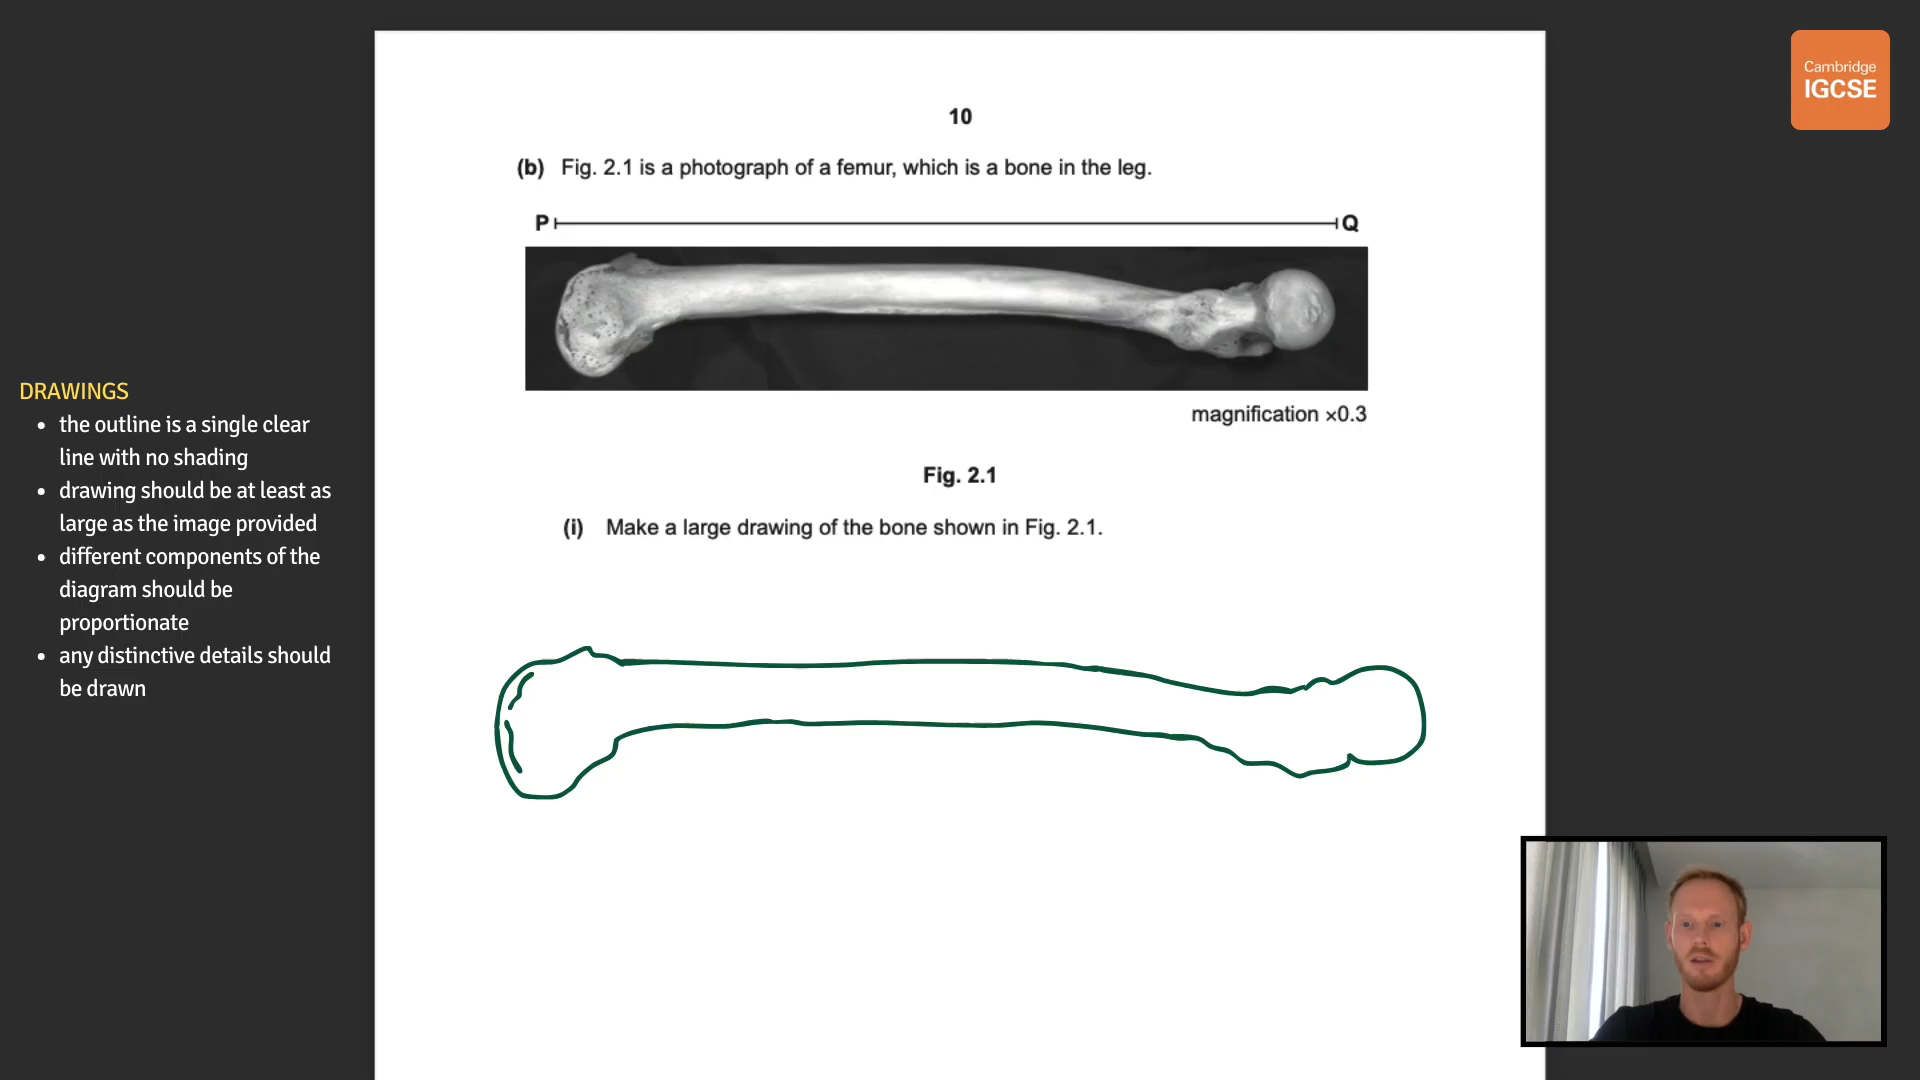 Cambridge
IGCSE
10
(b) Fig. 2.1 is a photograph of a femur, which is a bone in the leg.
P Q
magnification ×0.3
Fig. 2.1
(i) Make a large drawing of the bone shown in Fig. 2.1.
DRAWINGS
• the outline is a single clear
line with no shading
• drawing should be at least as
large as the image provided
• different components of the
diagram should be
proportionate
• any distinctive details should
be drawn